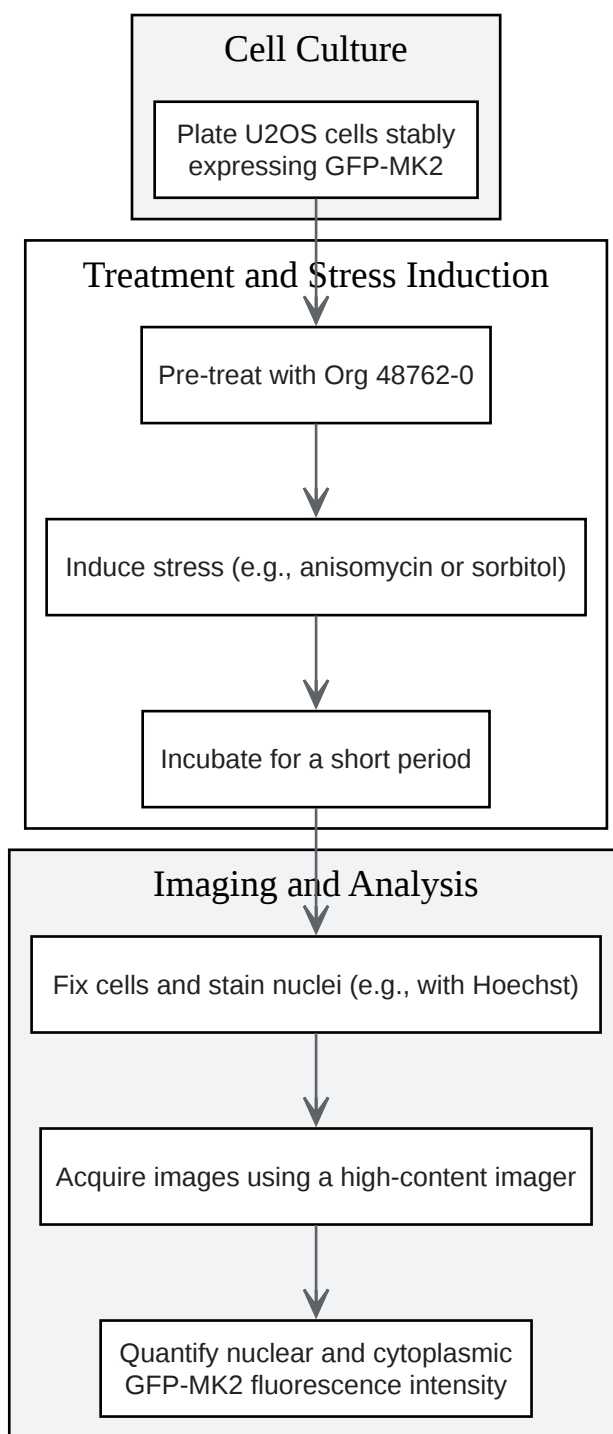 Cell Culture
Plate U2OS cells stably
expressing GFP-MK2
Treatment and Stress Induction
Pre-treat with Org 48762-0
Induce stress (e.g., anisomycin or sorbitol)
Incubate for a short period
Imaging and Analysis
Fix cells and stain nuclei (e.g., with Hoechst)
Acquire images using a high-content imager
Quantify nuclear and cytoplasmic
GFP-MK2 fluorescence intensity